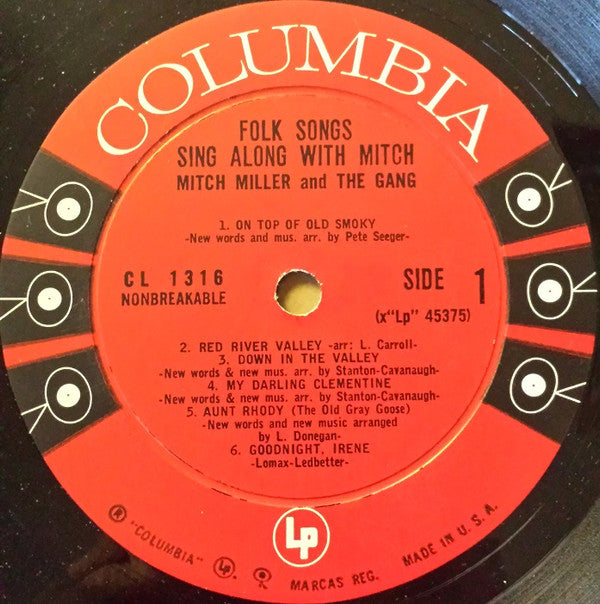 COLUMBIA
FOLK SONGS
SING ALONG WITH MITCH
MITCH MILLER and THE GANG
1. ON TOP OF OLD SMOKY
-New words and mus. arr. by Pete Seeger-
CL 1316
NONBREAKABLE
SIDE 1
(x"Lp" 45375)
2. RED RIVER VALLEY -arr: L. Carroll-
3. DOWN IN THE VALLEY
-New words & new mus. arr. by Stanton-Cavanaugh-
4. MY DARLING CLEMENTINE
-New words & new mus. arr. by Stanton-Cavanaugh-
5. AUNT RHODY (The Old Gray Goose)
-New words and new music arranged
by L. Donegan-
6. GOODNIGHT, IRENE
-Lomax-Ledbetter-
Lp
® "COLUMBIA" Lp. MARCAS REG. MADE IN U.S.A.